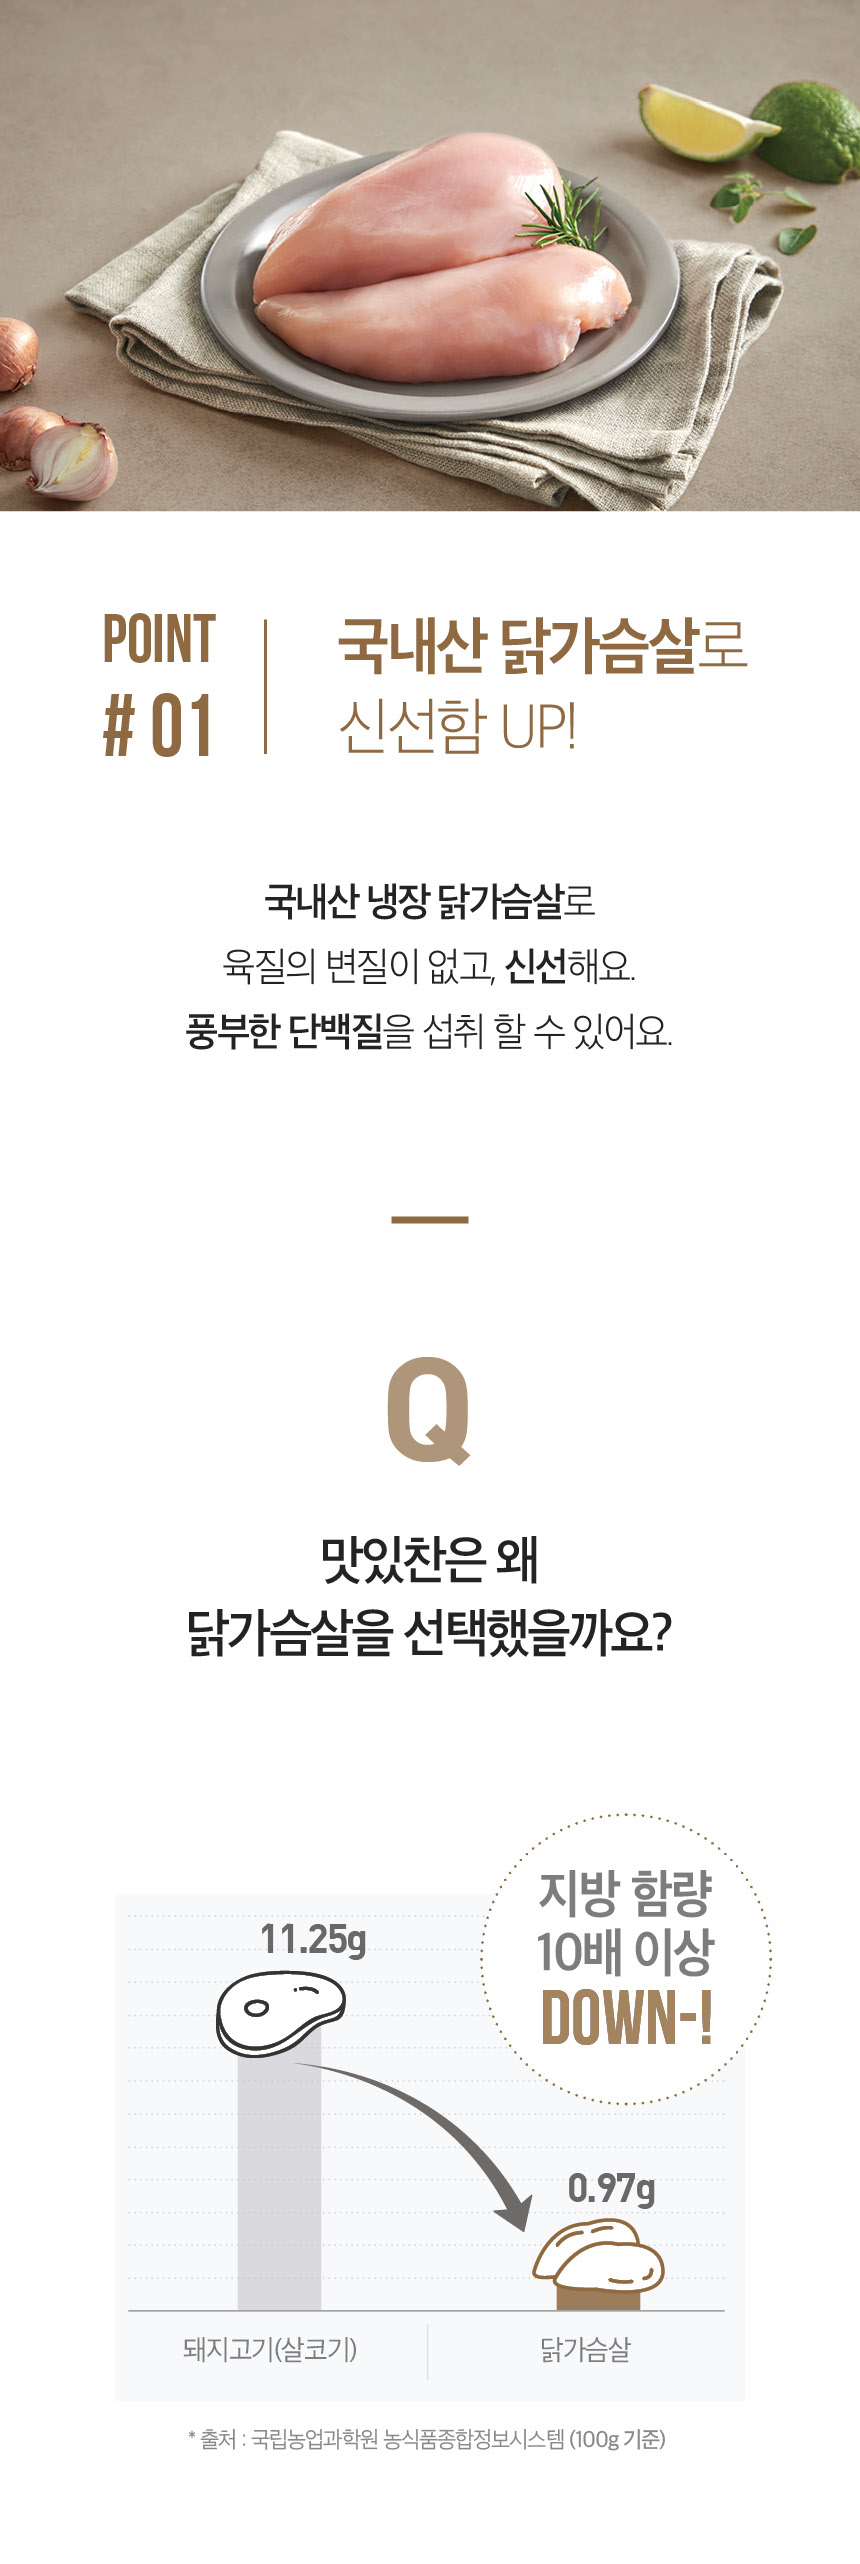 POINT
# 01
국내산 닭가슴살로
신선함 UP!
국내산 냉장 닭가슴살로
육질의 변질이 없고, 신선해요.
풍부한 단백질을 섭취 할 수 있어요.
Q
맛있찬은 왜
닭가슴살을 선택했을까요?
지방 함량
10배 이상
DOWN-!
11.25g
0.97g
돼지고기(살코기)
닭가슴살
* 출처 : 국립농업과학원 농식품종합정보시스템 (100g 기준)